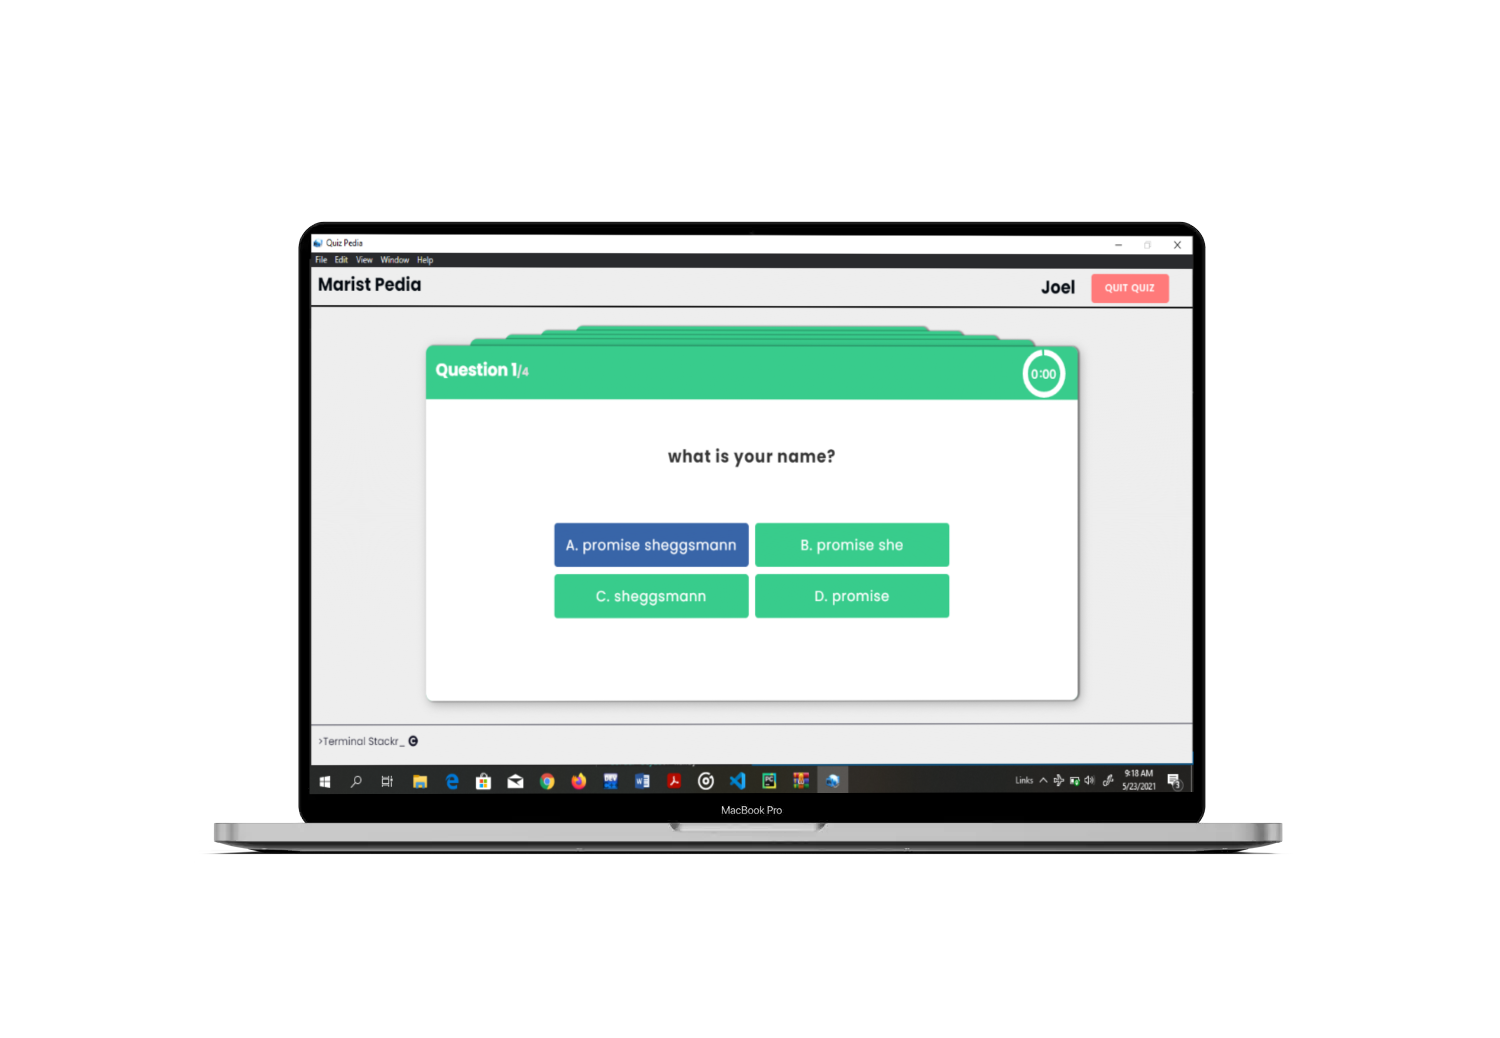 Quiz Pedia
File Edit View Window Help
Marist Pedia
Joel
QUIT QUIZ
Question 1/4
0:00
what is your name?
A. promise sheggsmann
B. promise she
C. sheggsmann
D. promise
>Terminal Stackr_ C
Links
9:18 AM
5/23/2021
3
MacBook Pro